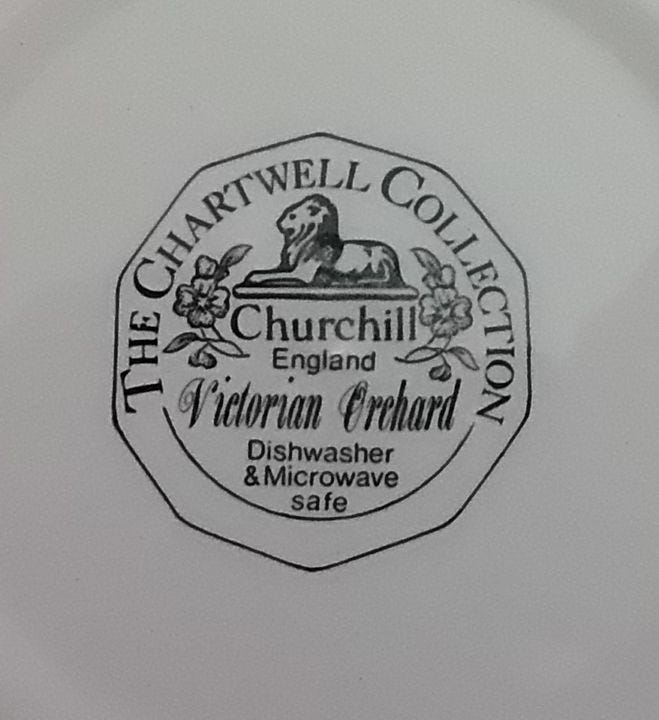 THE CHARTWELL COLLECTION
Churchill
England
Victorian Orchard
Dishwasher
& Microwave
safe